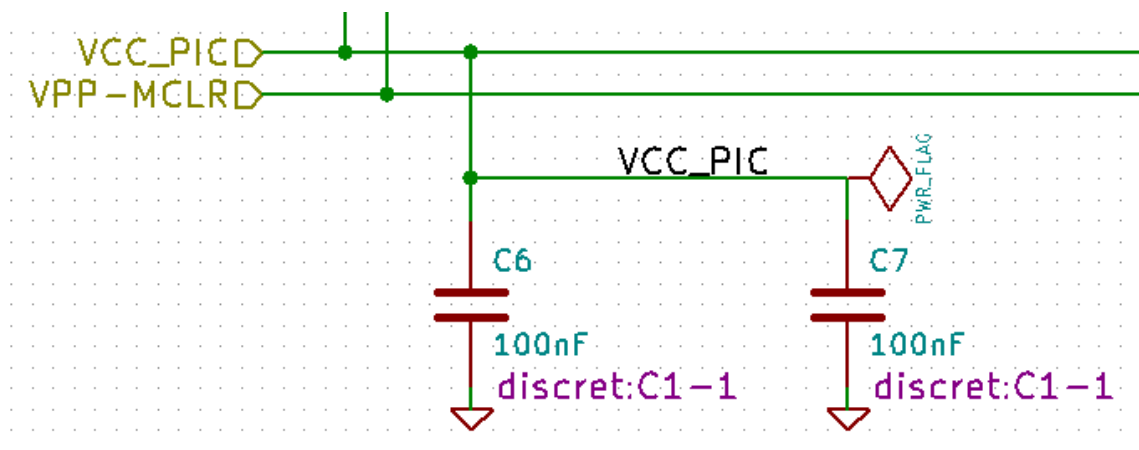 VCC_PIC
VPP-MCLR
VCC_PIC
PWR_FLAG
C6
C7
100nF
100nF
discret:C1-1
discret:C1-1